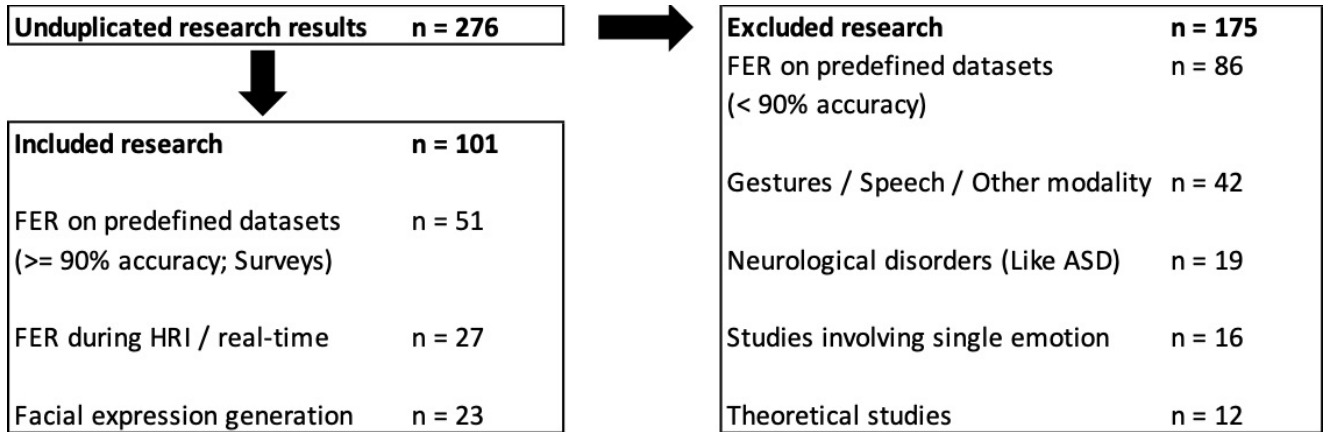 Unduplicated research results n = 276
Included research n = 101
FER on predefined datasets n = 51
(>= 90% accuracy; Surveys)
FER during HRI / real-time n = 27
Facial expression generation n = 23
Excluded research n = 175
FER on predefined datasets n = 86
(< 90% accuracy)
Gestures / Speech / Other modality n = 42
Neurological disorders (Like ASD) n = 19
Studies involving single emotion n = 16
Theoretical studies n = 12